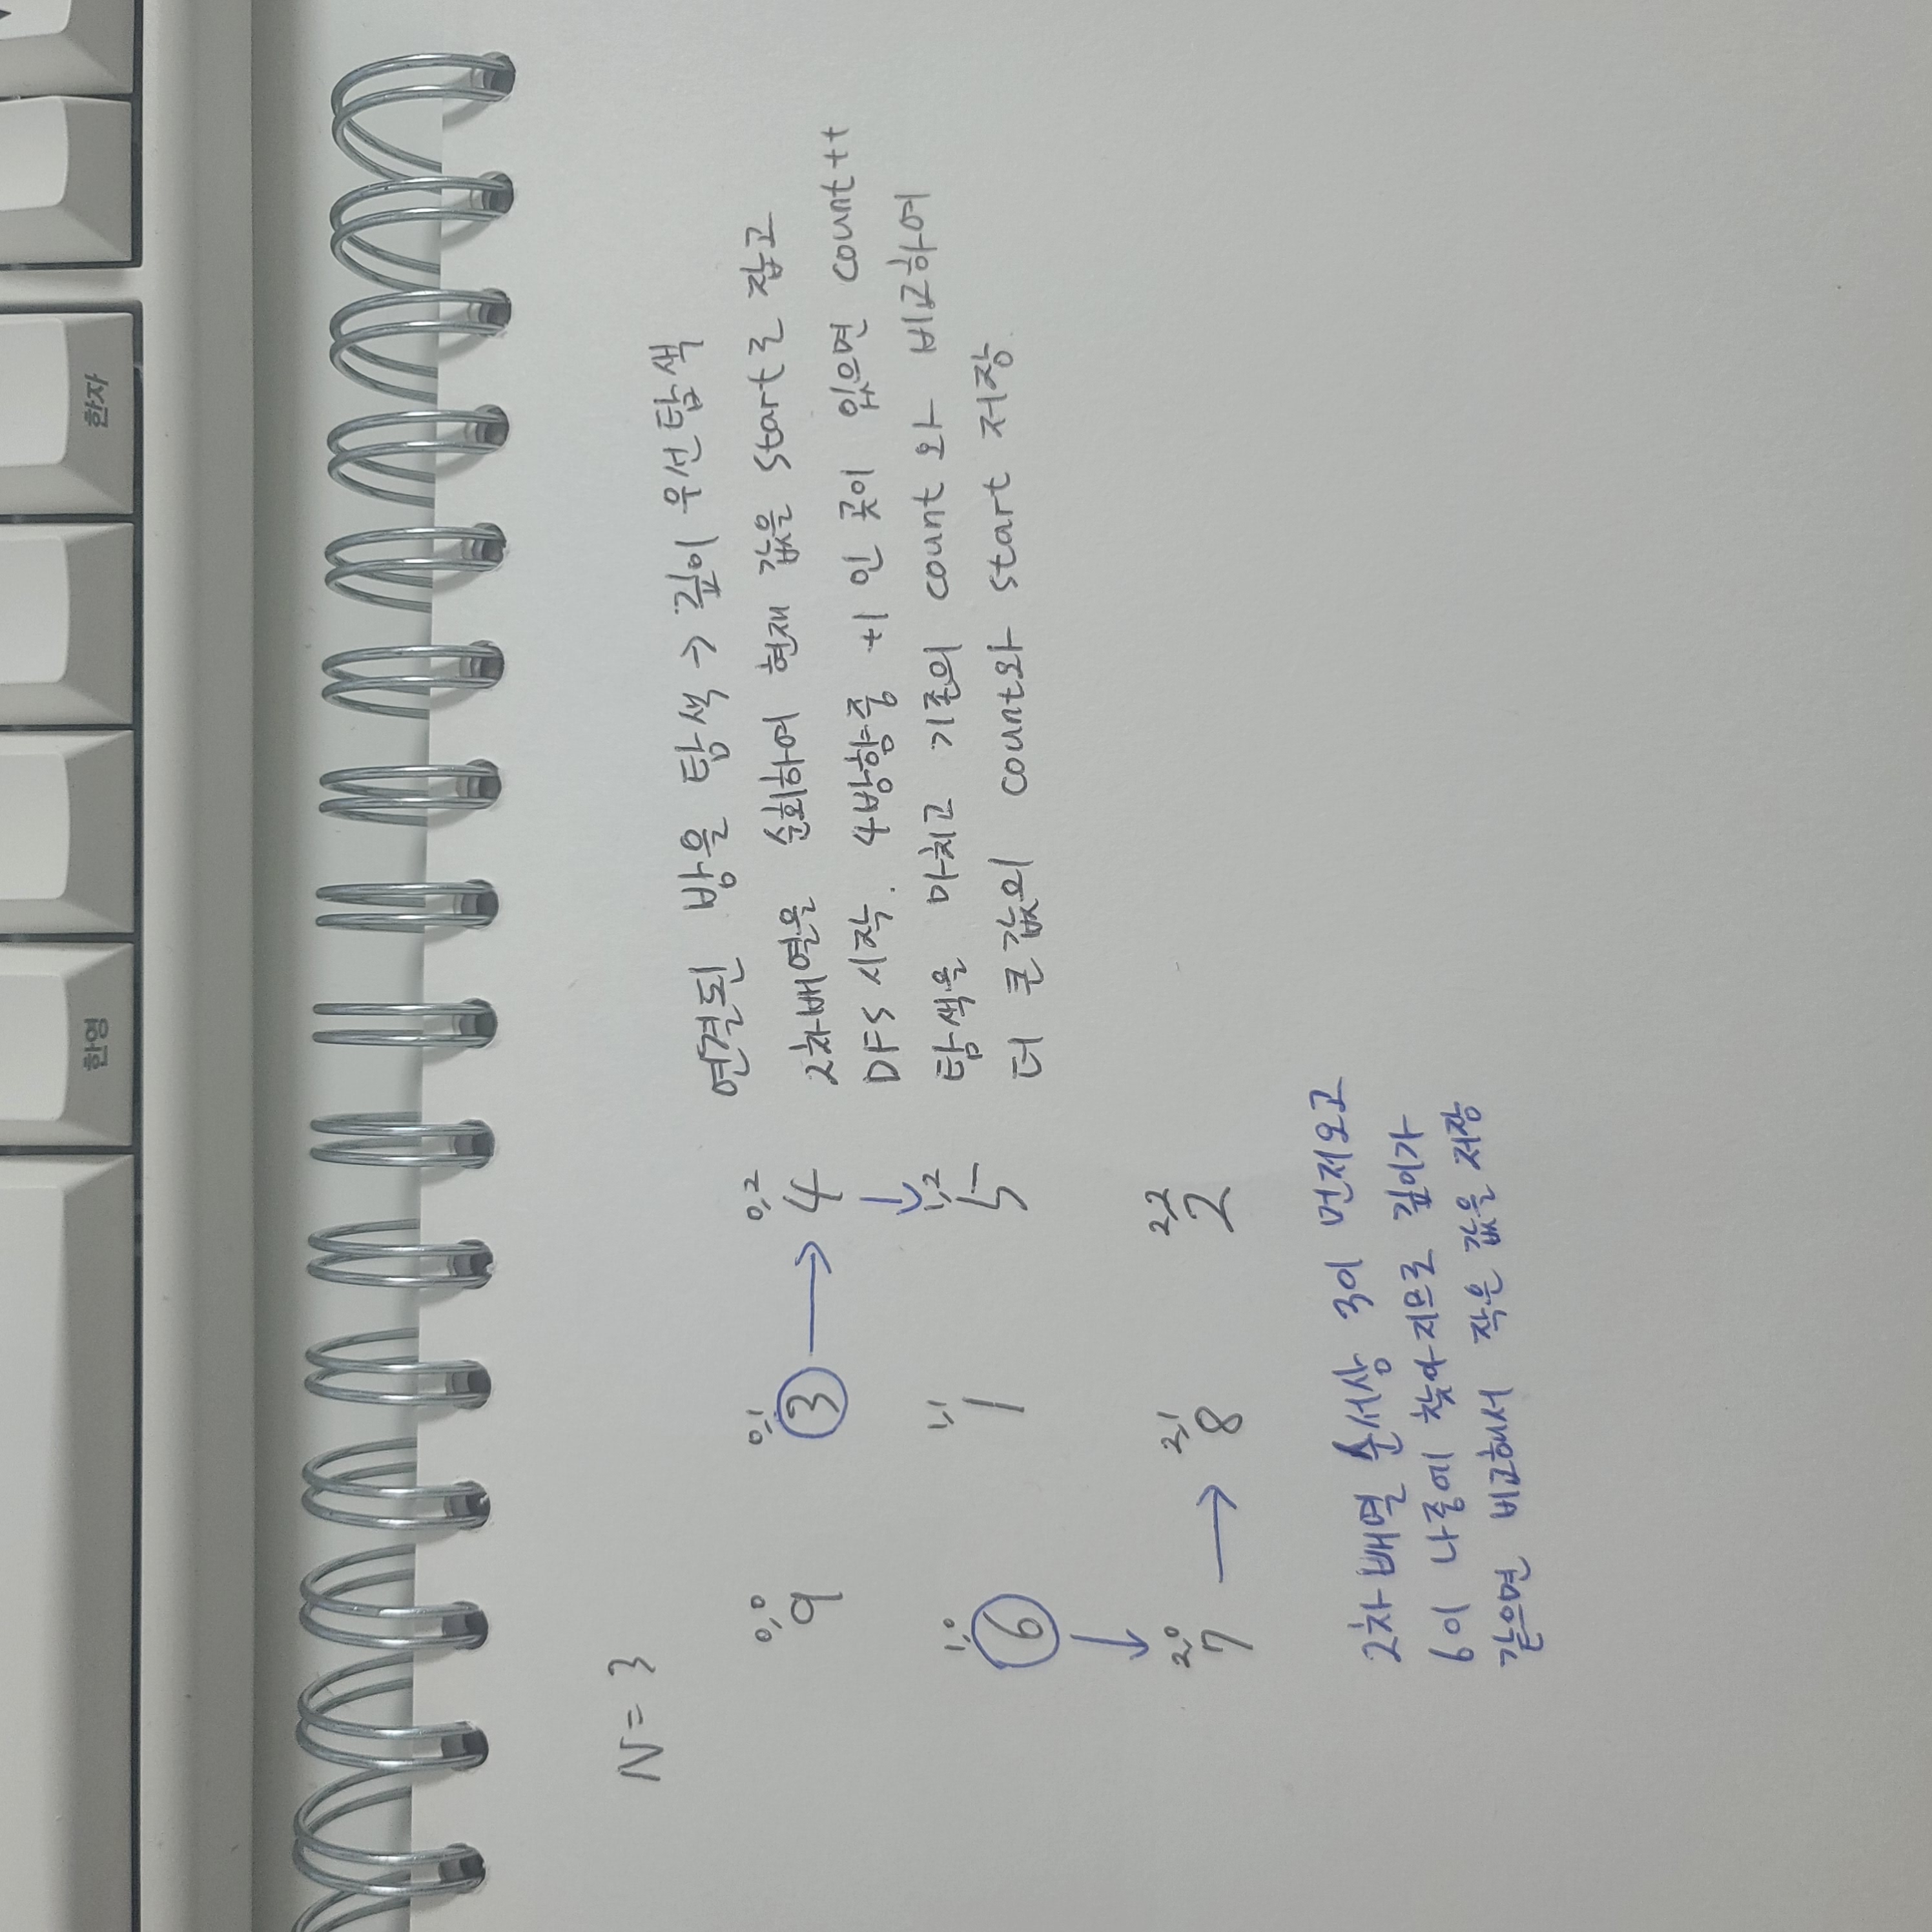 한영 한자
N = 3
0,0 0,1 0,2
9 3 → 4
1,0 1,1 1,2
6 1 5
2,0 2,1 2,2
7 → 8 2
연결된 방을 탐색 → 깊이 우선탐색
2차배열을 순회하여 현재 값을 start로 잡고
DFS 시작. 4방향중 +1 인 곳이 있으면 count++
탐색을 마치고 기존의 count 와 비교하여
더 큰값의 count와 start 저장
2차배열 순서상 3이 먼저오고
6이 나중에 찾아지므로 깊이가
같으면 비교해서 작은 값을 저장